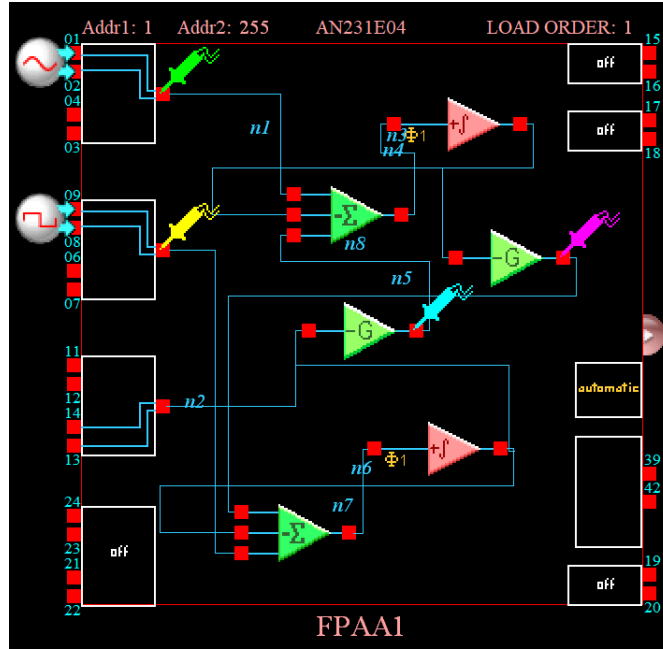 Addr1: 1 Addr2: 255 AN231E04 LOAD ORDER: 1
01
02
04
03
n1
n3
n4
Φ1
+∫
off
15
16
off
17
18
09
08
06
07
-Σ
n8
-G
n5
-G
11
12
14
13
n2
automatic
+∫
Φ1
n6
n7
39
42
24
23
21
22
off
-Σ
off
19
20
FPAA1